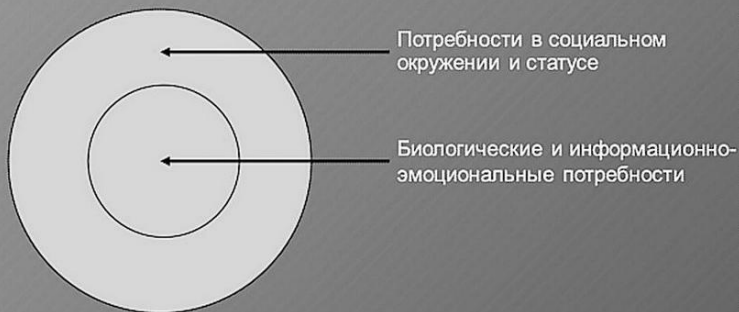 Потребности в социальном
окружении и статусе
Биологические и информационно-
эмоциональные потребности